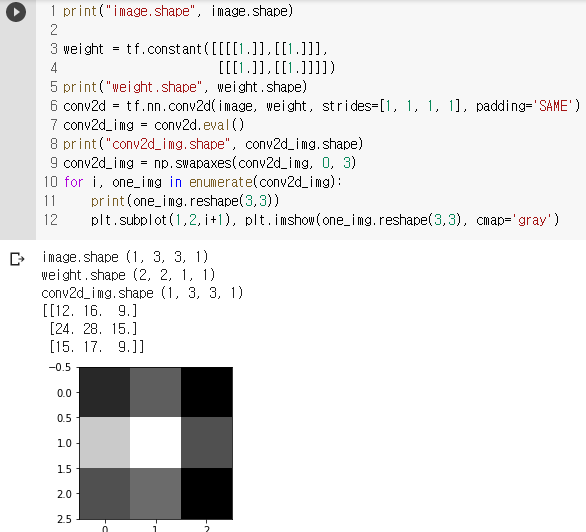 1 print("image.shape", image.shape)
2
3 weight = tf.constant([[[[1.]],[[1.]]],
4                       [[[1.]],[[1.]]]])
5 print("weight.shape", weight.shape)
6 conv2d = tf.nn.conv2d(image, weight, strides=[1, 1, 1, 1], padding='SAME')
7 conv2d_img = conv2d.eval()
8 print("conv2d_img.shape", conv2d_img.shape)
9 conv2d_img = np.swapaxes(conv2d_img, 0, 3)
10 for i, one_img in enumerate(conv2d_img):
11     print(one_img.reshape(3,3))
12     plt.subplot(1,2,i+1), plt.imshow(one_img.reshape(3,3), cmap='gray')
image.shape (1, 3, 3, 1)
weight.shape (2, 2, 1, 1)
conv2d_img.shape (1, 3, 3, 1)
[[12. 16.  9.]
 [24. 28. 15.]
 [15. 17.  9.]]
−0.5
0.0
0.5
1.0
1.5
2.0
2.5
0 1 2